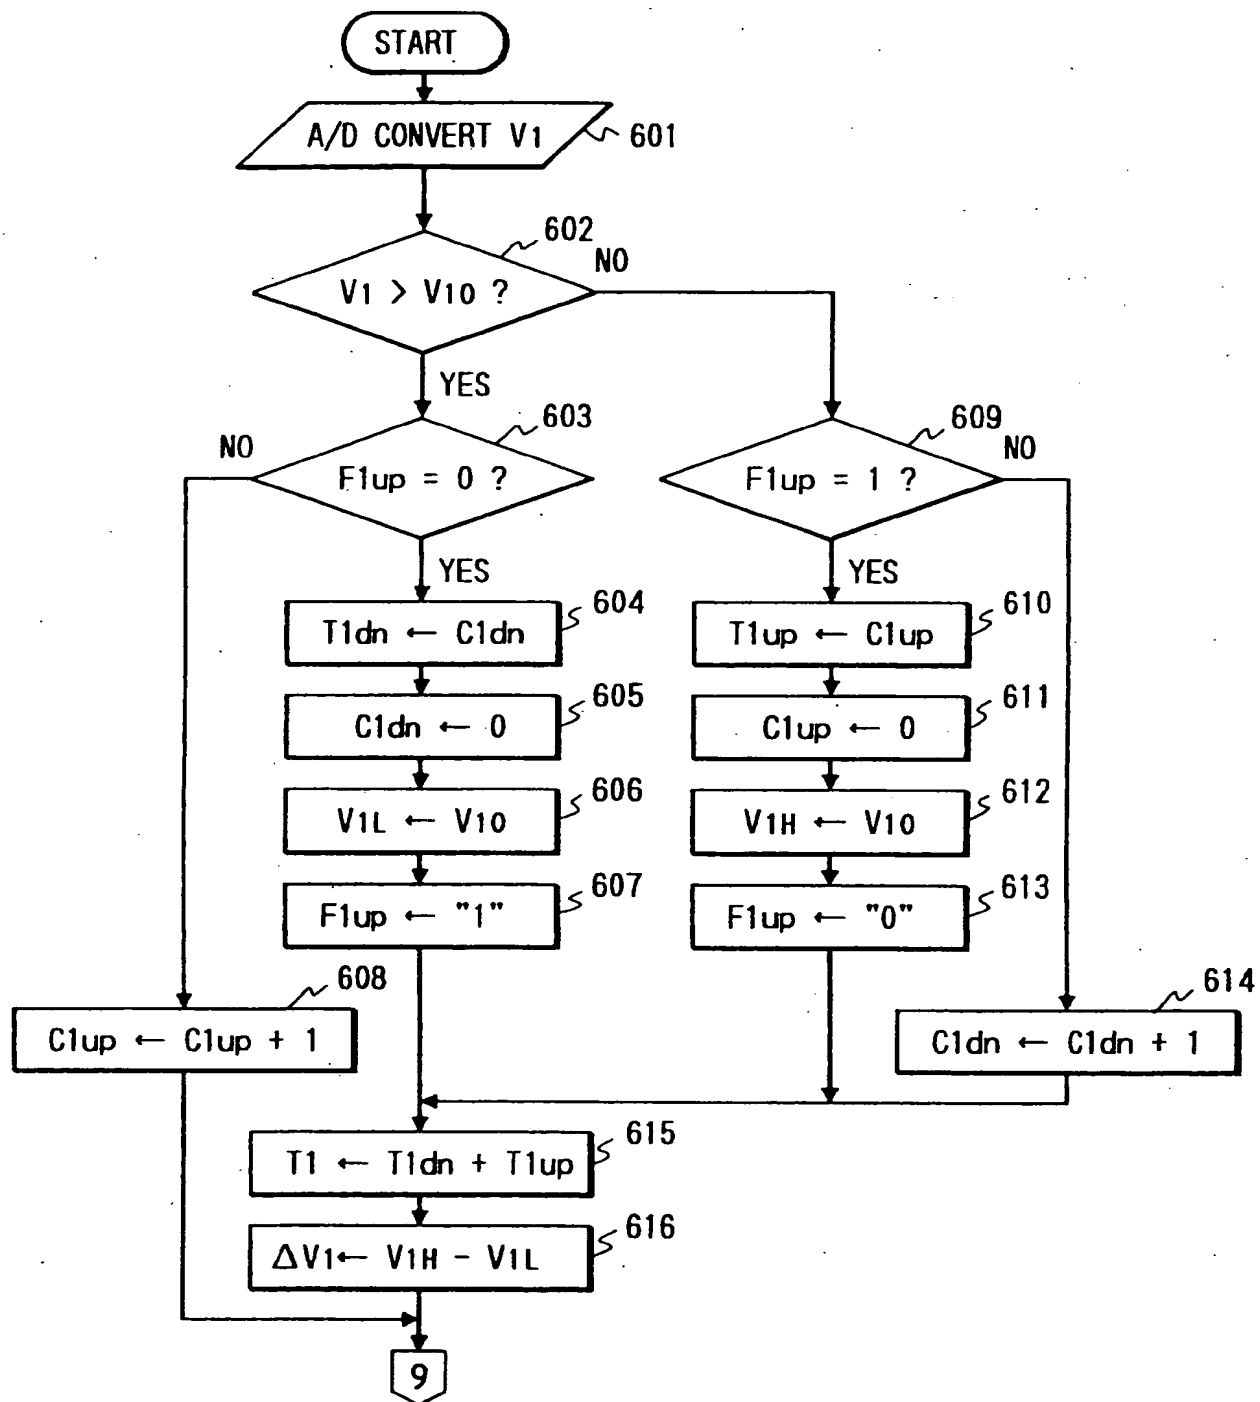 START
A/D CONVERT V1
601
602
V1 > V10 ?
NO
YES
603
NO
F1up = 0 ?
YES
609
F1up = 1 ?
NO
YES
604
T1dn ← C1dn
605
C1dn ← 0
606
V1L ← V10
607
F1up ← "1"
608
C1up ← C1up + 1
610
T1up ← C1up
611
C1up ← 0
612
V1H ← V10
613
F1up ← "0"
614
C1dn ← C1dn + 1
615
T1 ← T1dn + T1up
616
ΔV1← V1H - V1L
9